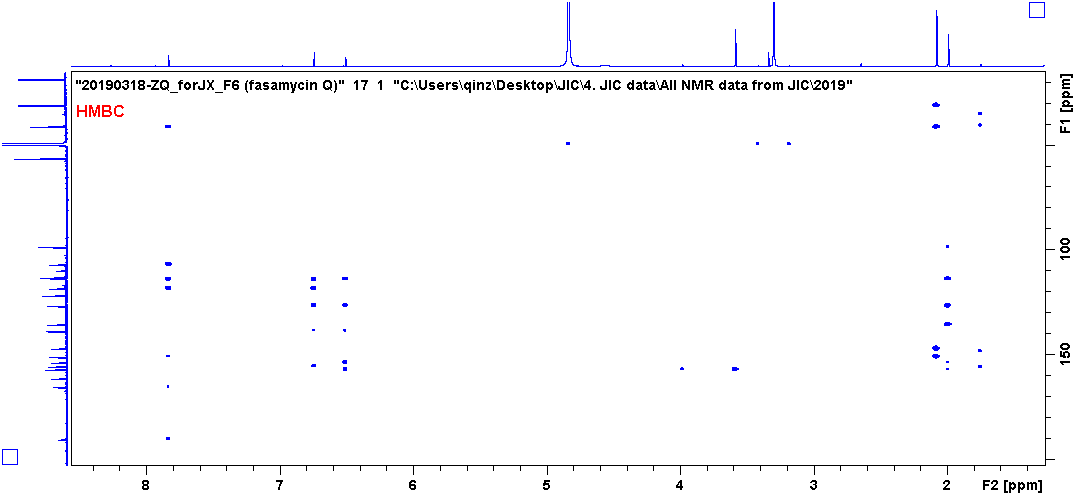 "20190318-ZQ_forJX_F6 (fasamycin Q)" 17 1 "C:\Users\qinz\Desktop\JIC\4. JIC data\All NMR data from JIC\2019"
HMBC
F1 [ppm]
100
150
8 7 6 5 4 3 2 F2 [ppm]